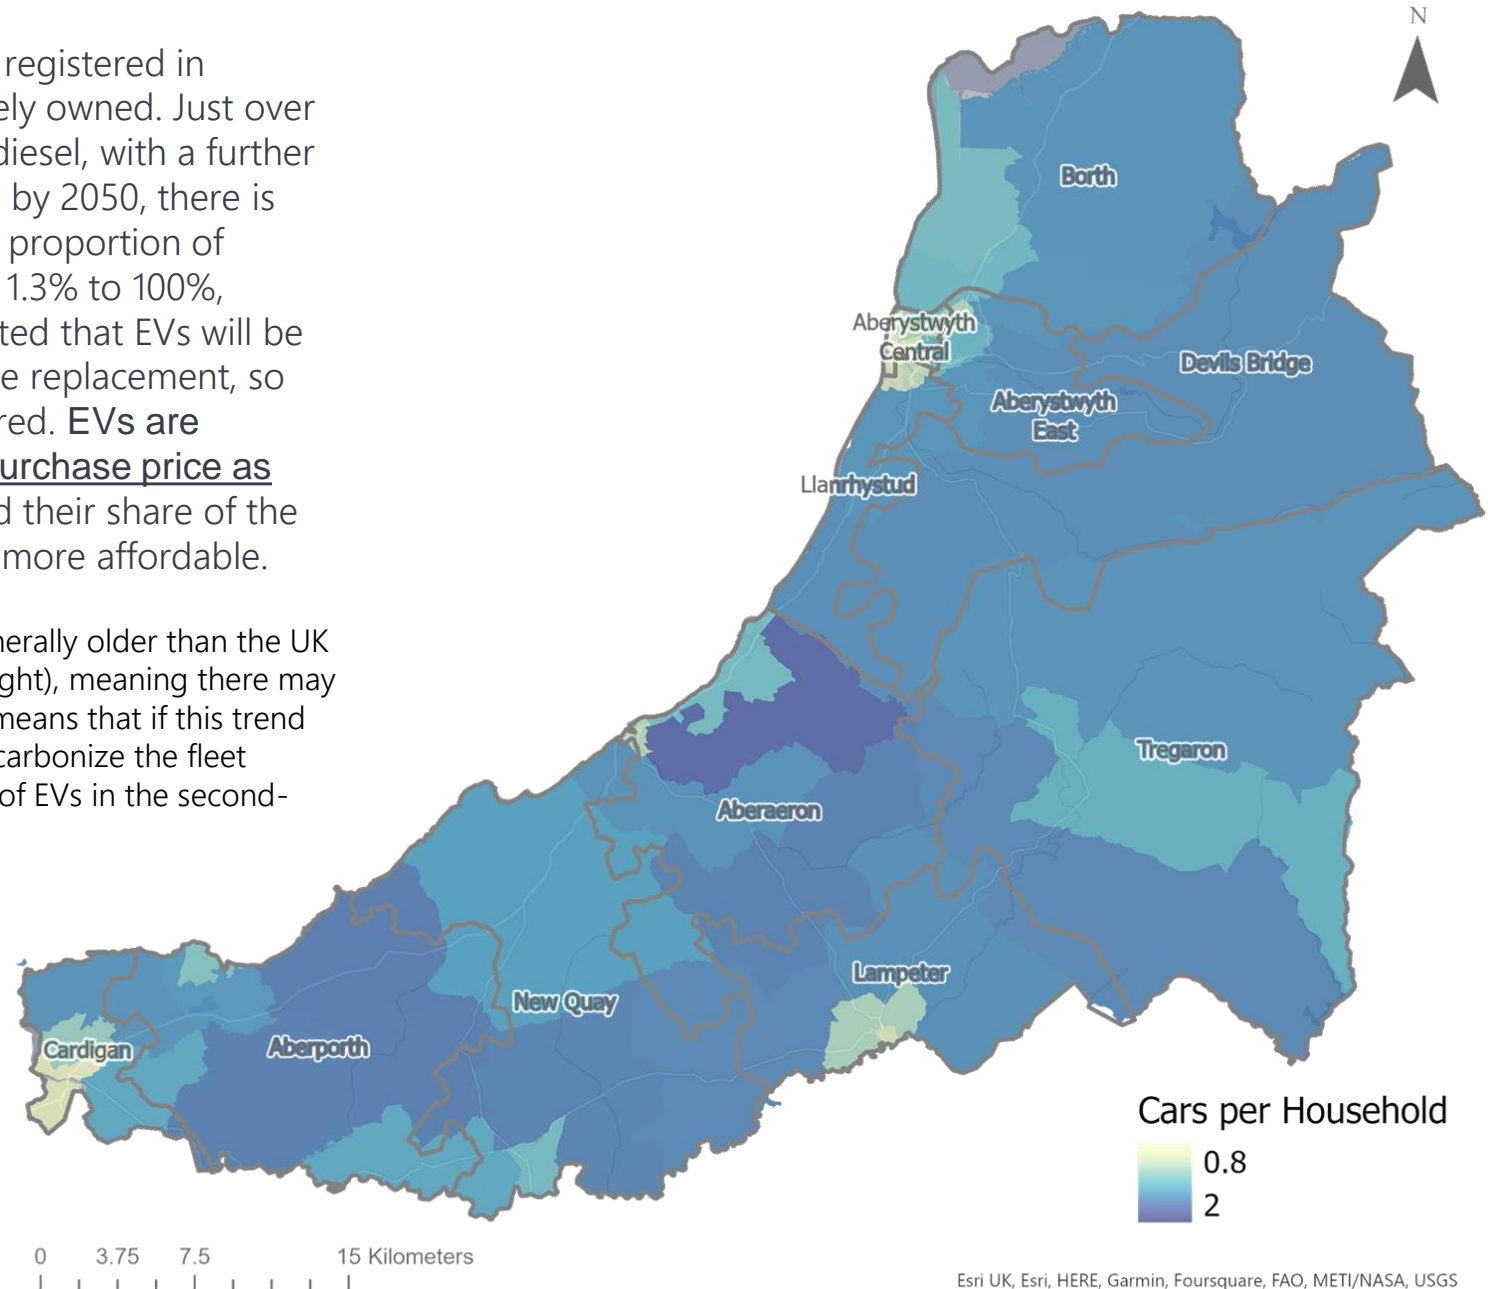 registered in
ely owned. Just over
diesel, with a further
by 2050, there is
proportion of
1.3% to 100%,
ted that EVs will be
e replacement, so
red. EVs are
urchase price as
d their share of the
more affordable.
nerally older than the UK
ght), meaning there may
means that if this trend
carbonize the fleet
of EVs in the second-
N
Borth
Aberystwyth
Central
Devils Bridge
Aberystwyth
East
Llanrhystud
Tregaron
Aberaeron
Lampeter
New Quay
Cardigan
Aberporth
Cars per Household
0.8
2
0 3.75 7.5 15 Kilometers
Esri UK, Esri, HERE, Garmin, Foursquare, FAO, METI/NASA, USGS